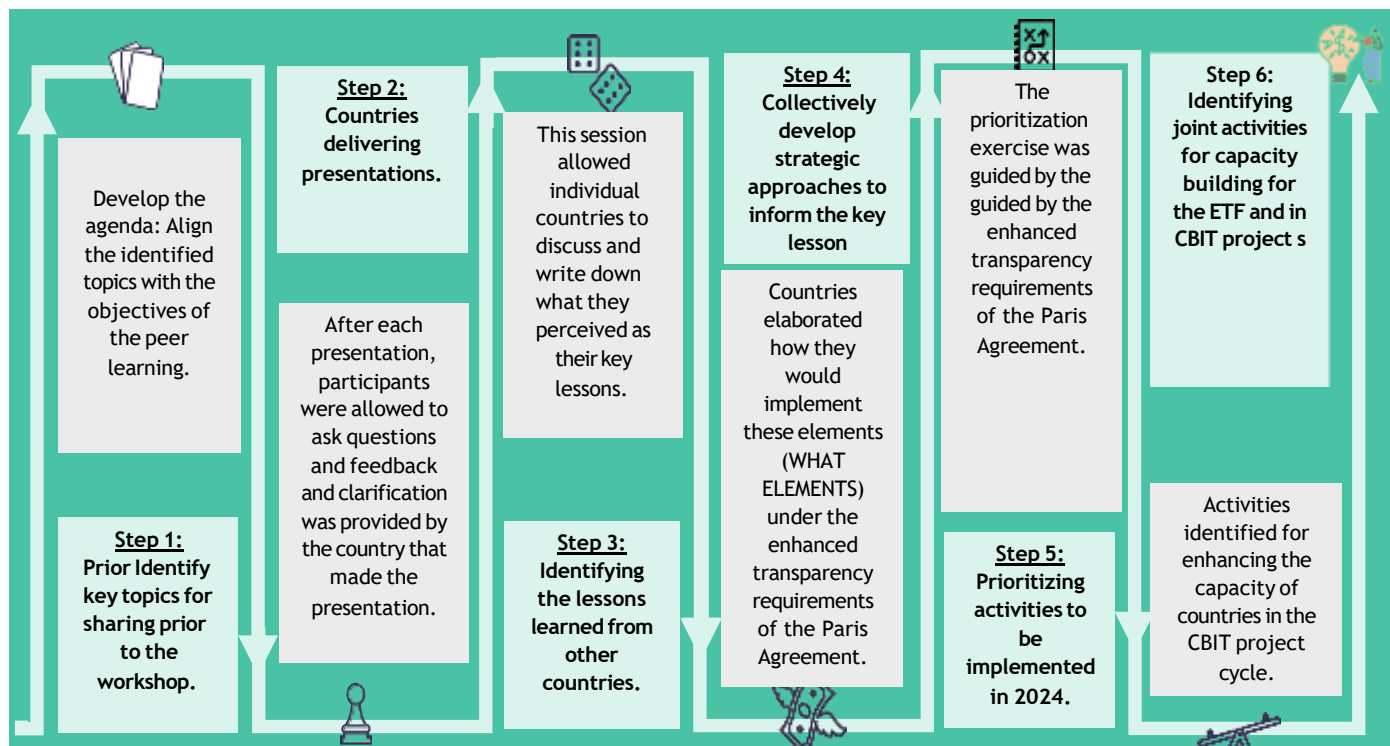 Develop the
agenda: Align
the identified
topics with the
objectives of
the peer
learning.
Step 1:
Prior Identify
key topics for
sharing prior
to the
workshop.
Step 2:
Countries
delivering
presentations.
After each
presentation,
participants
were allowed to
ask questions
and feedback
and clarification
was provided by
the country that
made the
presentation.
This session
allowed
individual
countries to
discuss and
write down
what they
perceived as
their key
lessons.
Step 3:
Identifying
the lessons
learned from
other
countries.
Step 4:
Collectively
develop
strategic
approaches to
inform the key
lesson
Countries
elaborated
how they
would
implement
these elements
(WHAT
ELEMENTS)
under the
enhanced
transparency
requirements
of the Paris
Agreement.
The
prioritization
exercise was
guided by the
guided by the
enhanced
transparency
requirements
of the Paris
Agreement.
Step 5:
Prioritizing
activities to
be
implemented
in 2024.
Step 6:
Identifying
joint activities
for capacity
building for
the ETF and in
CBIT project s
Activities
identified for
enhancing the
capacity of
countries in the
CBIT project
cycle.